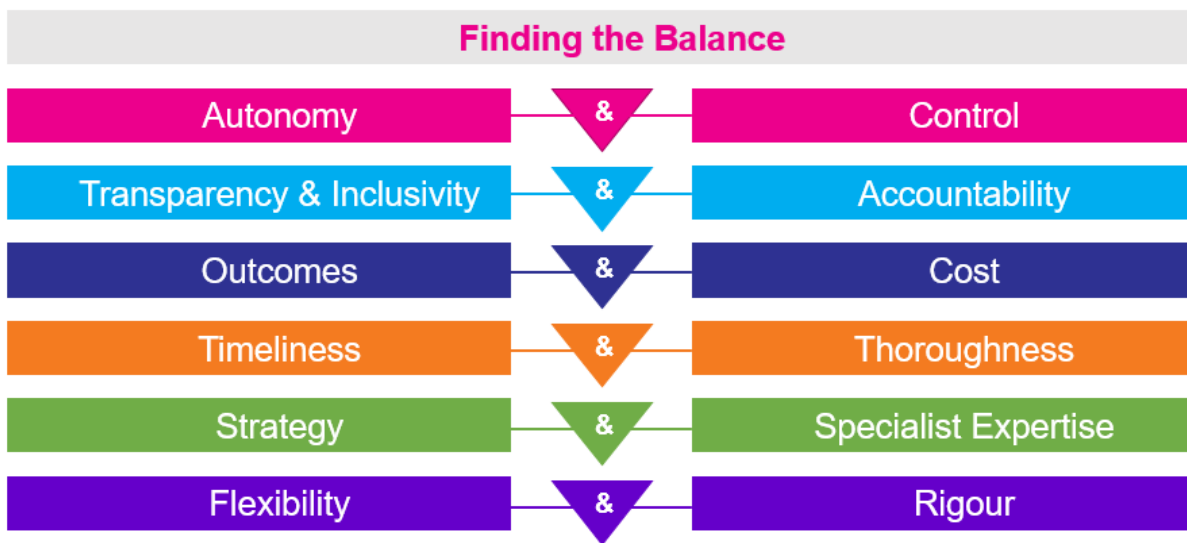 Finding the Balance
Autonomy & Control
Transparency & Inclusivity & Accountability
Outcomes & Cost
Timeliness & Thoroughness
Strategy & Specialist Expertise
Flexibility & Rigour